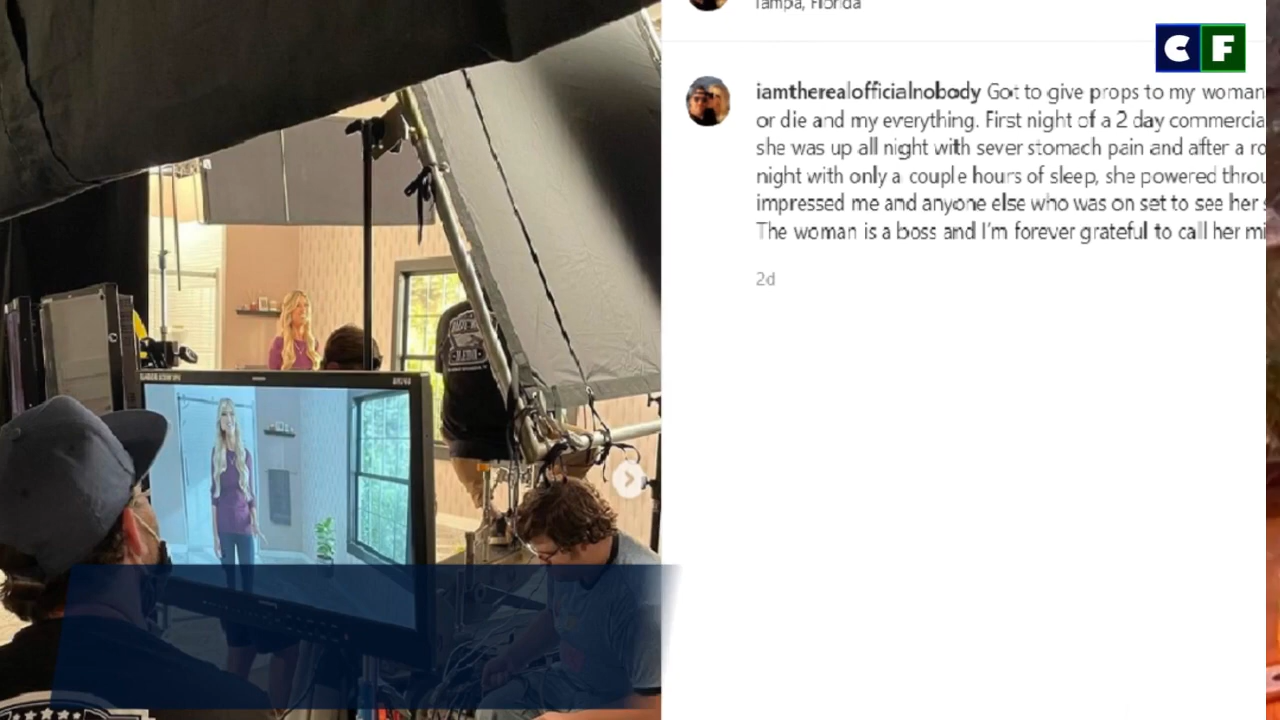 Tampa, Florida
C F
iamtherealofficialnobody Got to give props to my woman
or die and my everything. First night of a 2 day commercia
she was up all night with sever stomach pain and after a ro
night with only a couple hours of sleep, she powered throu
impressed me and anyone else who was on set to see her s
The woman is a boss and I'm forever grateful to call her mi
2d